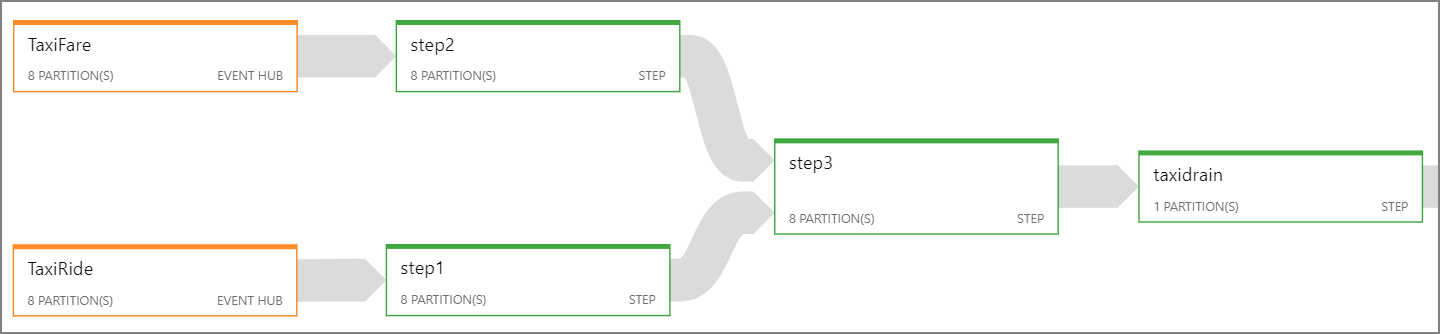 TaxiFare
8 PARTITION(S) EVENT HUB
step2
8 PARTITION(S) STEP
step3
8 PARTITION(S) STEP
taxidrain
1 PARTITION(S) STEP
TaxiRide
8 PARTITION(S) EVENT HUB
step1
8 PARTITION(S) STEP